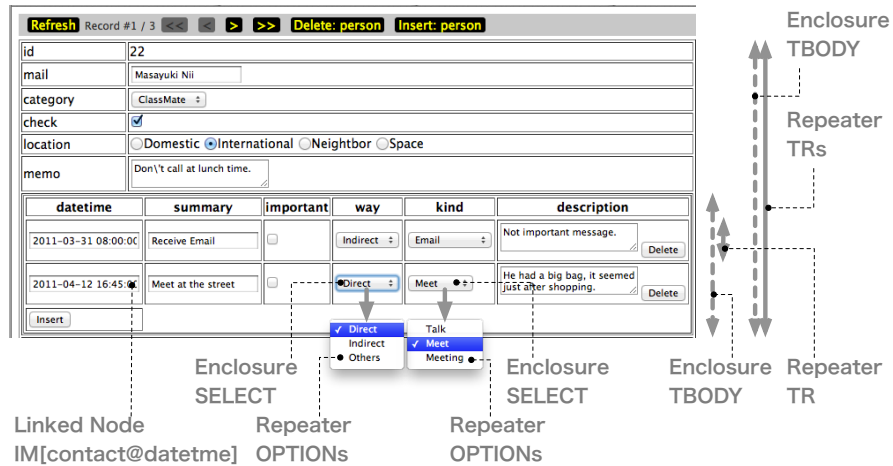 Refresh Record #1 / 3 << < > >> Delete: person Insert: person
id 22
mail Masayuki Nii
category ClassMate
check
location Domestic International Neightbor Space
memo Don\'t call at lunch time.
datetime summary important way kind description
2011-03-31 08:00:00 Receive Email Indirect Email Not important message. Delete
2011-04-12 16:45:00 Meet at the street Direct Meet He had a big bag, it seemed
just after shopping. Delete
Insert
✓ Direct
Indirect
Others
Talk
✓ Meet
Meeting
Enclosure
TBODY
Repeater
TRs
Enclosure
SELECT
Enclosure
SELECT
Enclosure
TBODY
Repeater
TR
Linked Node
IM[contact@datetme]
Repeater
OPTIONs
Repeater
OPTIONs